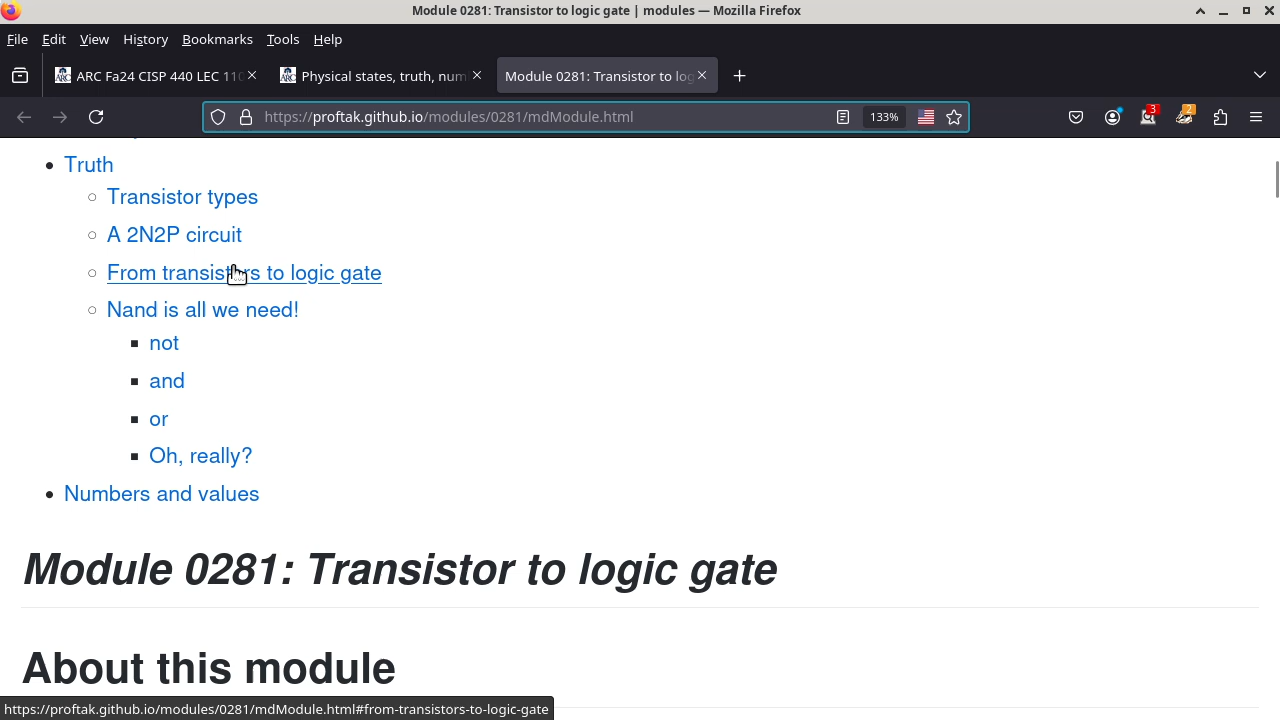 Module 0281: Transistor to logic gate | modules — Mozilla Firefox
File Edit View History Bookmarks Tools Help
ARC Fa24 CISP 440 LEC 110
Physical states, truth, num
Module 0281: Transistor to log
https://proftak.github.io/modules/0281/mdModule.html
133%
3
2
Truth
Transistor types
A 2N2P circuit
From transistors to logic gate
Nand is all we need!
not
and
or
Oh, really?
Numbers and values
Module 0281: Transistor to logic gate
About this module
https://proftak.github.io/modules/0281/mdModule.html#from-transistors-to-logic-gate